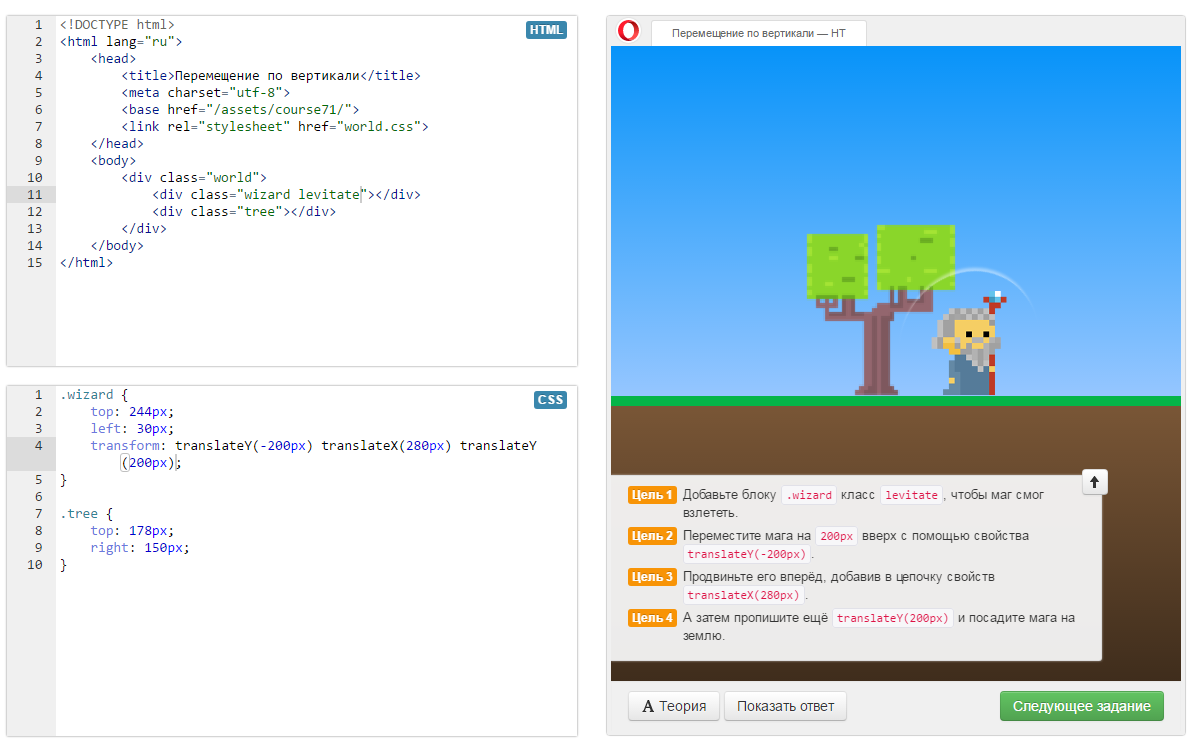 1 <!DOCTYPE html>
2 <html lang="ru">
3 <head>
4 <title>Перемещение по вертикали</title>
5 <meta charset="utf-8">
6 <base href="/assets/course71/">
7 <link rel="stylesheet" href="world.css">
8 </head>
9 <body>
10 <div class="world">
11 <div class="wizard levitate"></div>
12 <div class="tree"></div>
13 </div>
14 </body>
15 </html>
HTML
1 .wizard {
2 top: 244px;
3 left: 30px;
4 transform: translateY(-200px) translateX(280px) translateY
(200px);
5 }
6
7 .tree {
8 top: 178px;
9 right: 150px;
10 }
CSS
Перемещение по вертикали — HT
Цель 1 Добавьте блоку .wizard класс levitate, чтобы маг смог
взлететь.
Цель 2 Переместите мага на 200px вверх с помощью свойства
translateY(-200px).
Цель 3 Продвиньте его вперёд, добавив в цепочку свойств
translateX(280px).
Цель 4 А затем пропишите ещё translateY(200px) и посадите мага на
землю.
A Теория
Показать ответ
Следующее задание